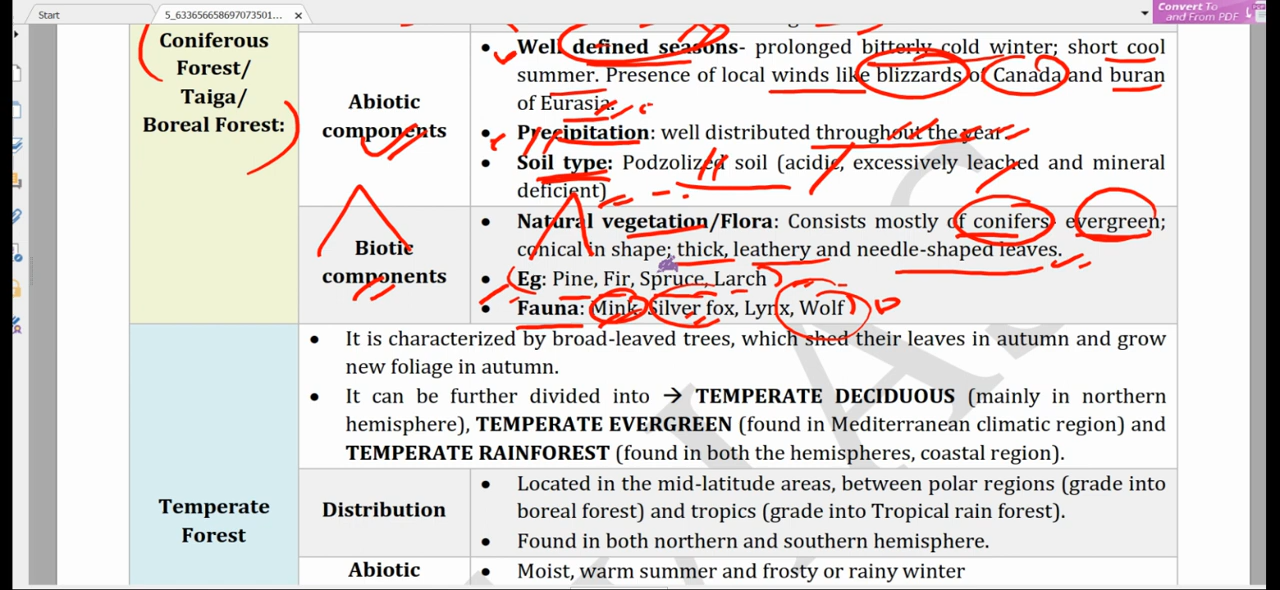 Start
5_633656658697073501...
Convert To
and From PDF
Coniferous
Forest/
Taiga/
Boreal Forest:
Abiotic
components
• Well defined seasons- prolonged bitterly cold winter; short cool
summer. Presence of local winds like blizzards of Canada and buran
of Eurasia.
• Precipitation: well distributed throughout the year
• Soil type: Podzolized soil (acidic, excessively leached and mineral
deficient)
Biotic
components
• Natural vegetation/Flora: Consists mostly of conifers- evergreen;
conical in shape; thick, leathery and needle-shaped leaves.
• Eg: Pine, Fir, Spruce, Larch
• Fauna: Mink, Silver fox, Lynx, Wolf
Temperate
Forest
• It is characterized by broad-leaved trees, which shed their leaves in autumn and grow
new foliage in autumn.
• It can be further divided into → TEMPERATE DECIDUOUS (mainly in northern
hemisphere), TEMPERATE EVERGREEN (found in Mediterranean climatic region) and
TEMPERATE RAINFOREST (found in both the hemispheres, coastal region).
Distribution
• Located in the mid-latitude areas, between polar regions (grade into
boreal forest) and tropics (grade into Tropical rain forest).
• Found in both northern and southern hemisphere.
Abiotic
• Moist, warm summer and frosty or rainy winter